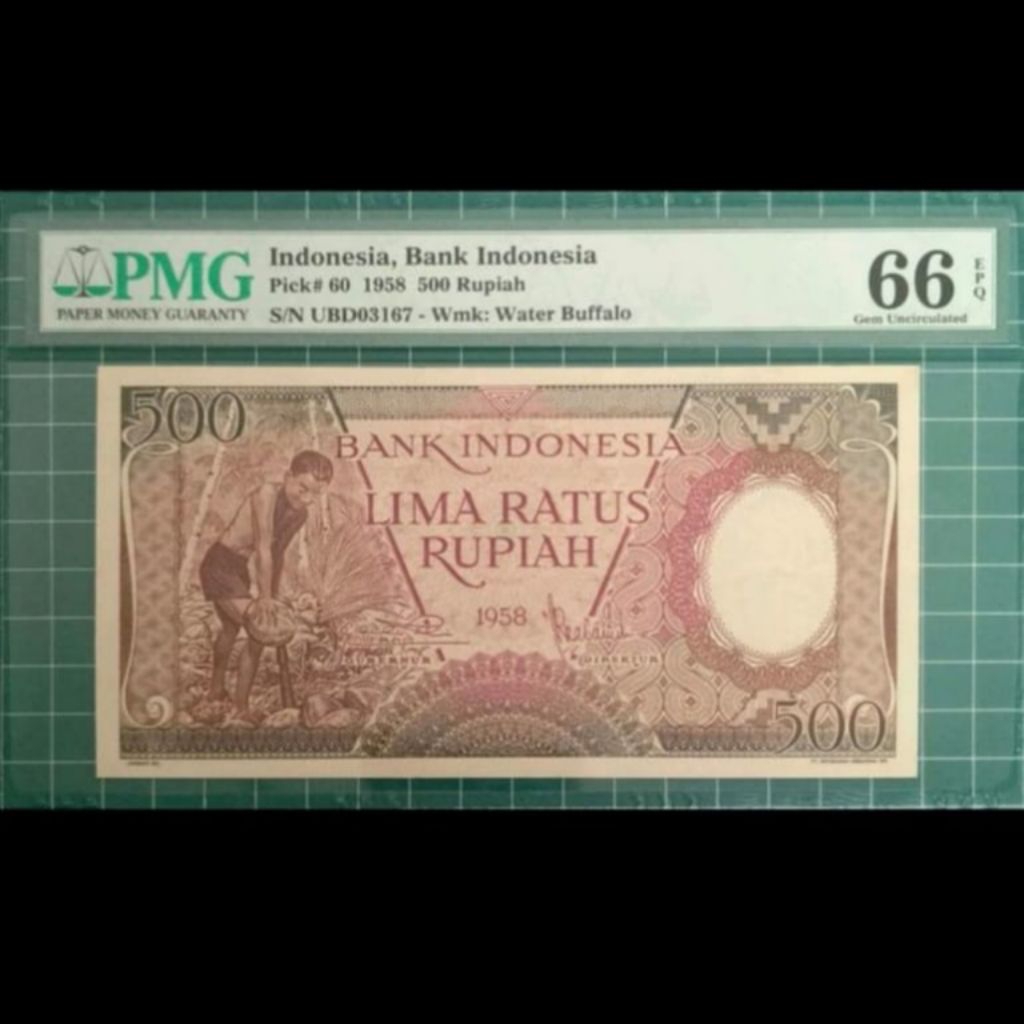 PMG
PAPER MONEY GUARANTY
Indonesia, Bank Indonesia
Pick# 60 1958 500 Rupiah
S/N UBD03167 - Wmk: Water Buffalo
66
EPQ
Gem Uncirculated
500
BANK INDONESIA
LIMA RATUS
RUPIAH
1958
DIREKTUR
500